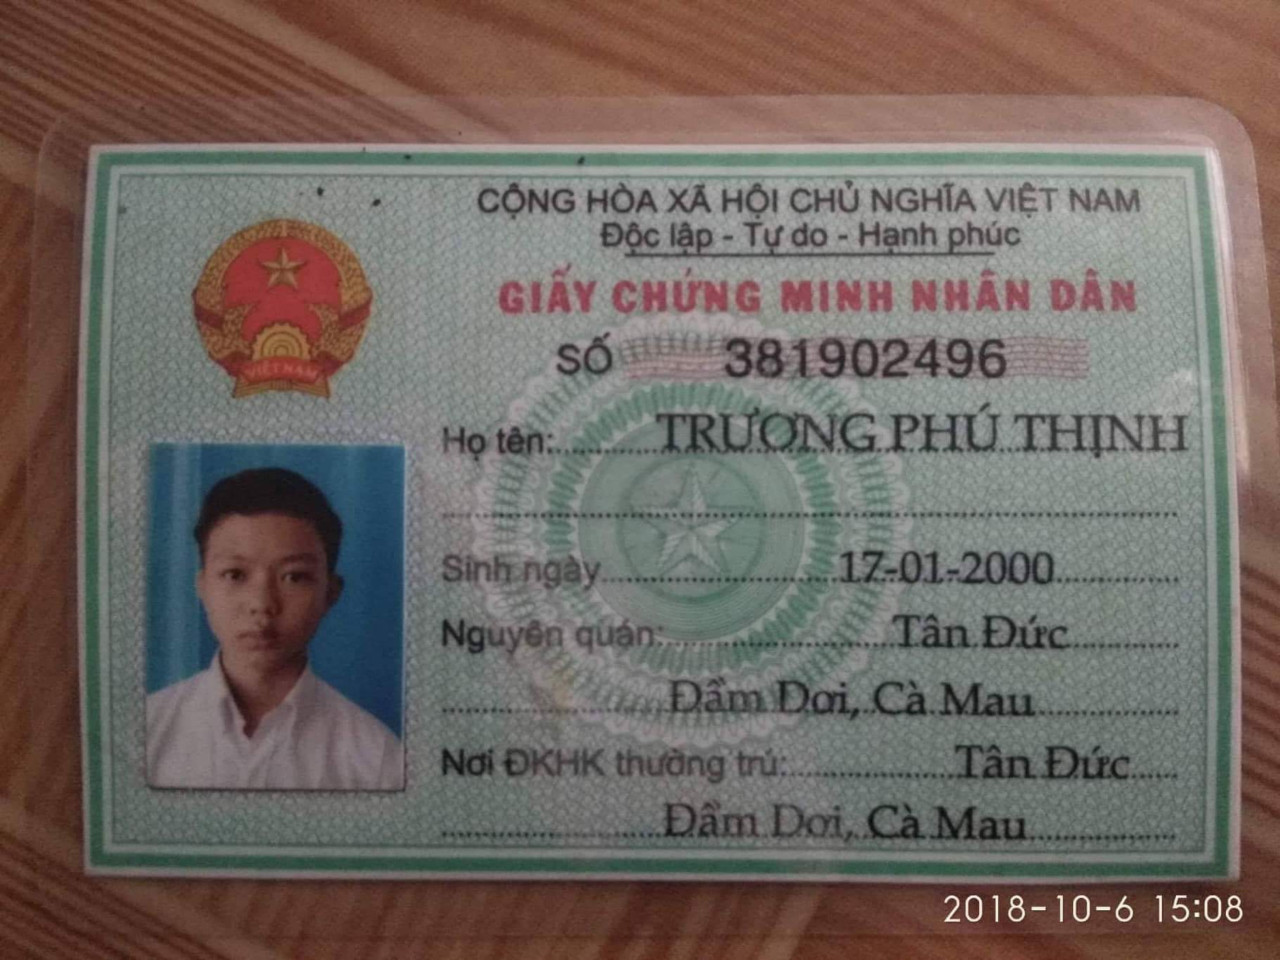 CỘNG HÒA XÃ HỘI CHỦ NGHĨA VIỆT NAM
Độc lập - Tự do - Hạnh phúc
GIẤY CHỨNG MINH NHÂN DÂN
SỐ 381902496
Họ tên: TRƯƠNG PHÚ THỊNH
Sinh ngày 17-01-2000
Nguyên quán: Tân Đức
Đầm Dơi, Cà Mau
Nơi ĐKHK thường trú: Tân Đức
Đầm Dơi, Cà Mau
VIỆT NAM
2018-10-6 15:08